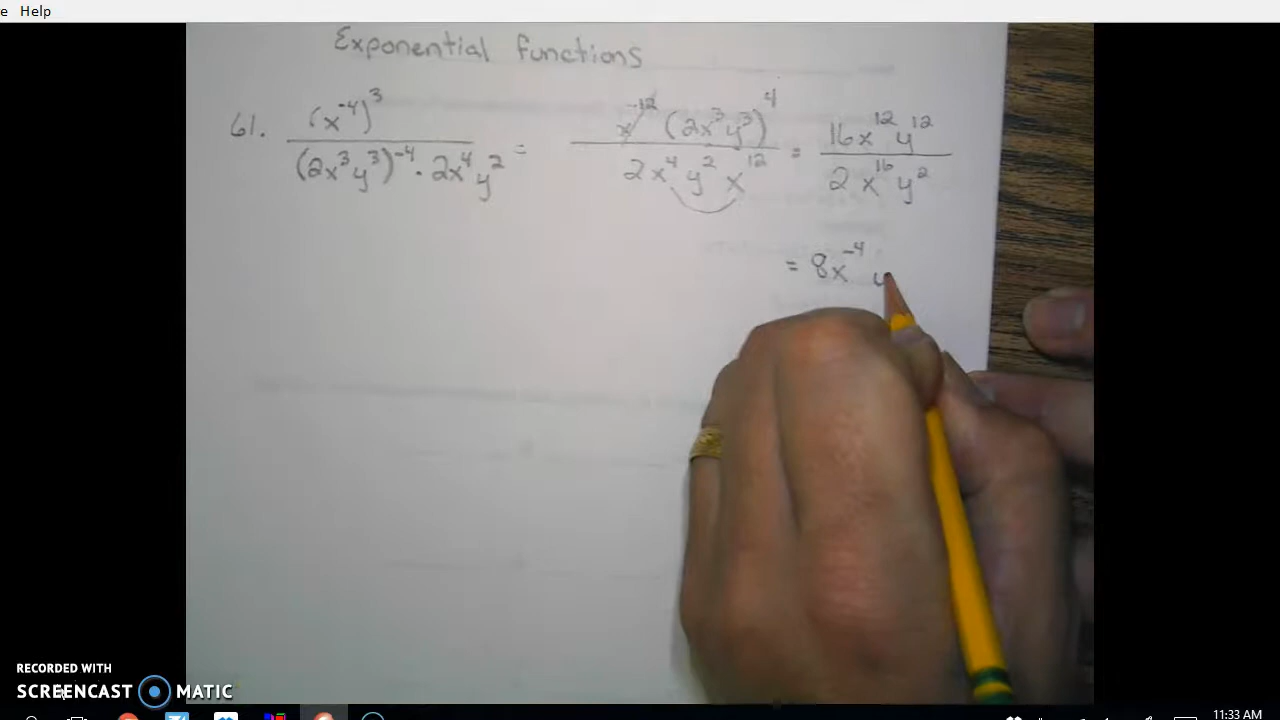 e Help
Exponential functions
61. (x^-4)^3 / (2x^3y^3)^-4 · 2x^4y^2 = x^-12 (2x^3y^3)^4 / 2x^4y^2x^12 = 16x^12y^12 / 2x^16y^2
= 8x^-4 y
RECORDED WITH
SCREENCAST MATIC
11:33 AM